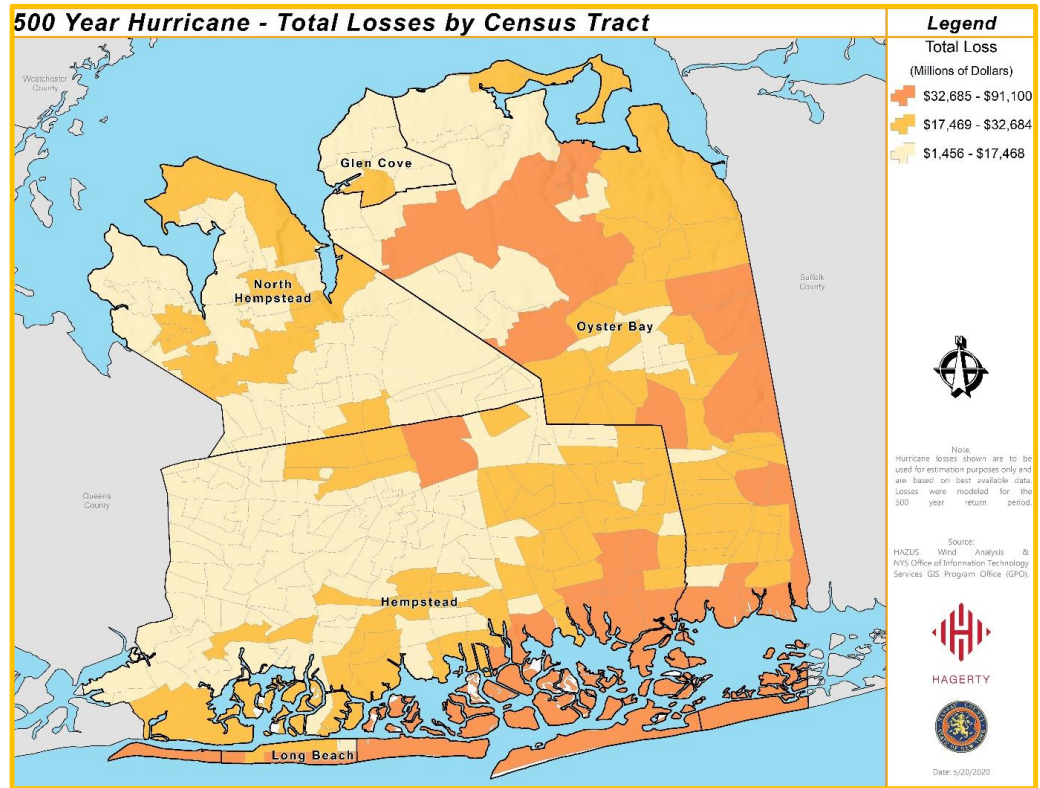 500 Year Hurricane - Total Losses by Census Tract
Legend
Total Loss
(Millions of Dollars)
$32,685 - $91,100
$17,469 - $32,684
$1,456 - $17,468
Westchester
County
Glen Cove
North
Hempstead
Oyster Bay
Suffolk
County
Queens
County
Hempstead
Long Beach
N
Note:
Hurricane losses shown are to be
used for estimation purposes only and
are based on best available data.
Losses were modeled for the
500 year return period.
Source:
HAZUS Wind Analysis &
NYS Office of Information Technology
Services GIS Program Office (GPO).
HAGERTY
Date: 5/20/2020